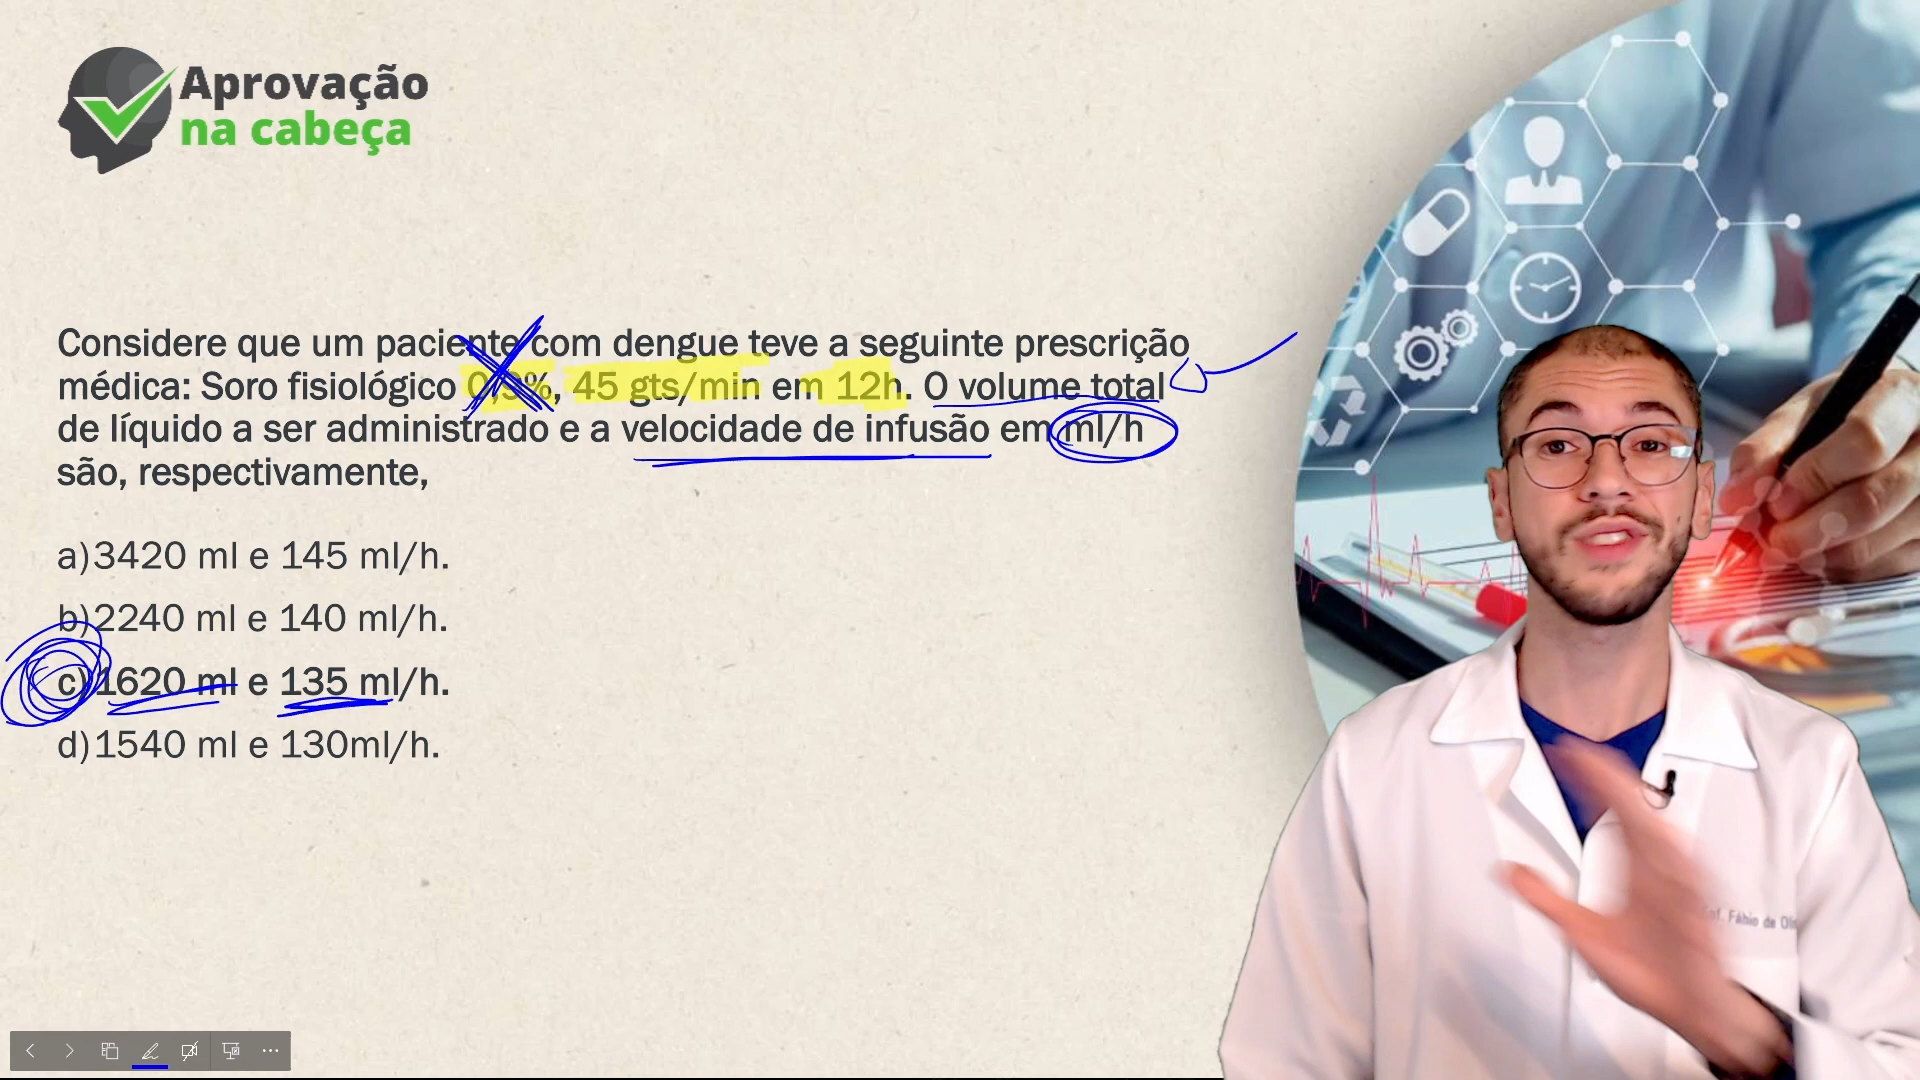 Aprovação
na cabeça
Considere que um paciente com dengue teve a seguinte prescrição
médica: Soro fisiológico 0,9%, 45 gts/min em 12h. O volume total
de líquido a ser administrado e a velocidade de infusão em ml/h
são, respectivamente,
a) 3420 ml e 145 ml/h.
b) 2240 ml e 140 ml/h.
c) 1620 ml e 135 ml/h.
d) 1540 ml e 130ml/h.
Fábio de